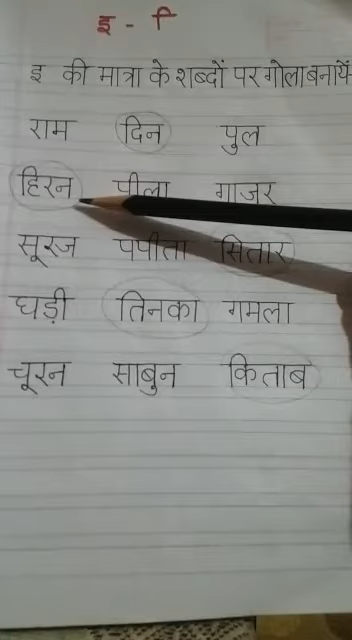 इ - ि
इ की मात्रा के शब्दों पर गोला बनायें
राम दिन पुल
हिरन पीला गाजर
सूरज पपीता सितार
घड़ी तिनका गमला
चूरन साबुन किताब